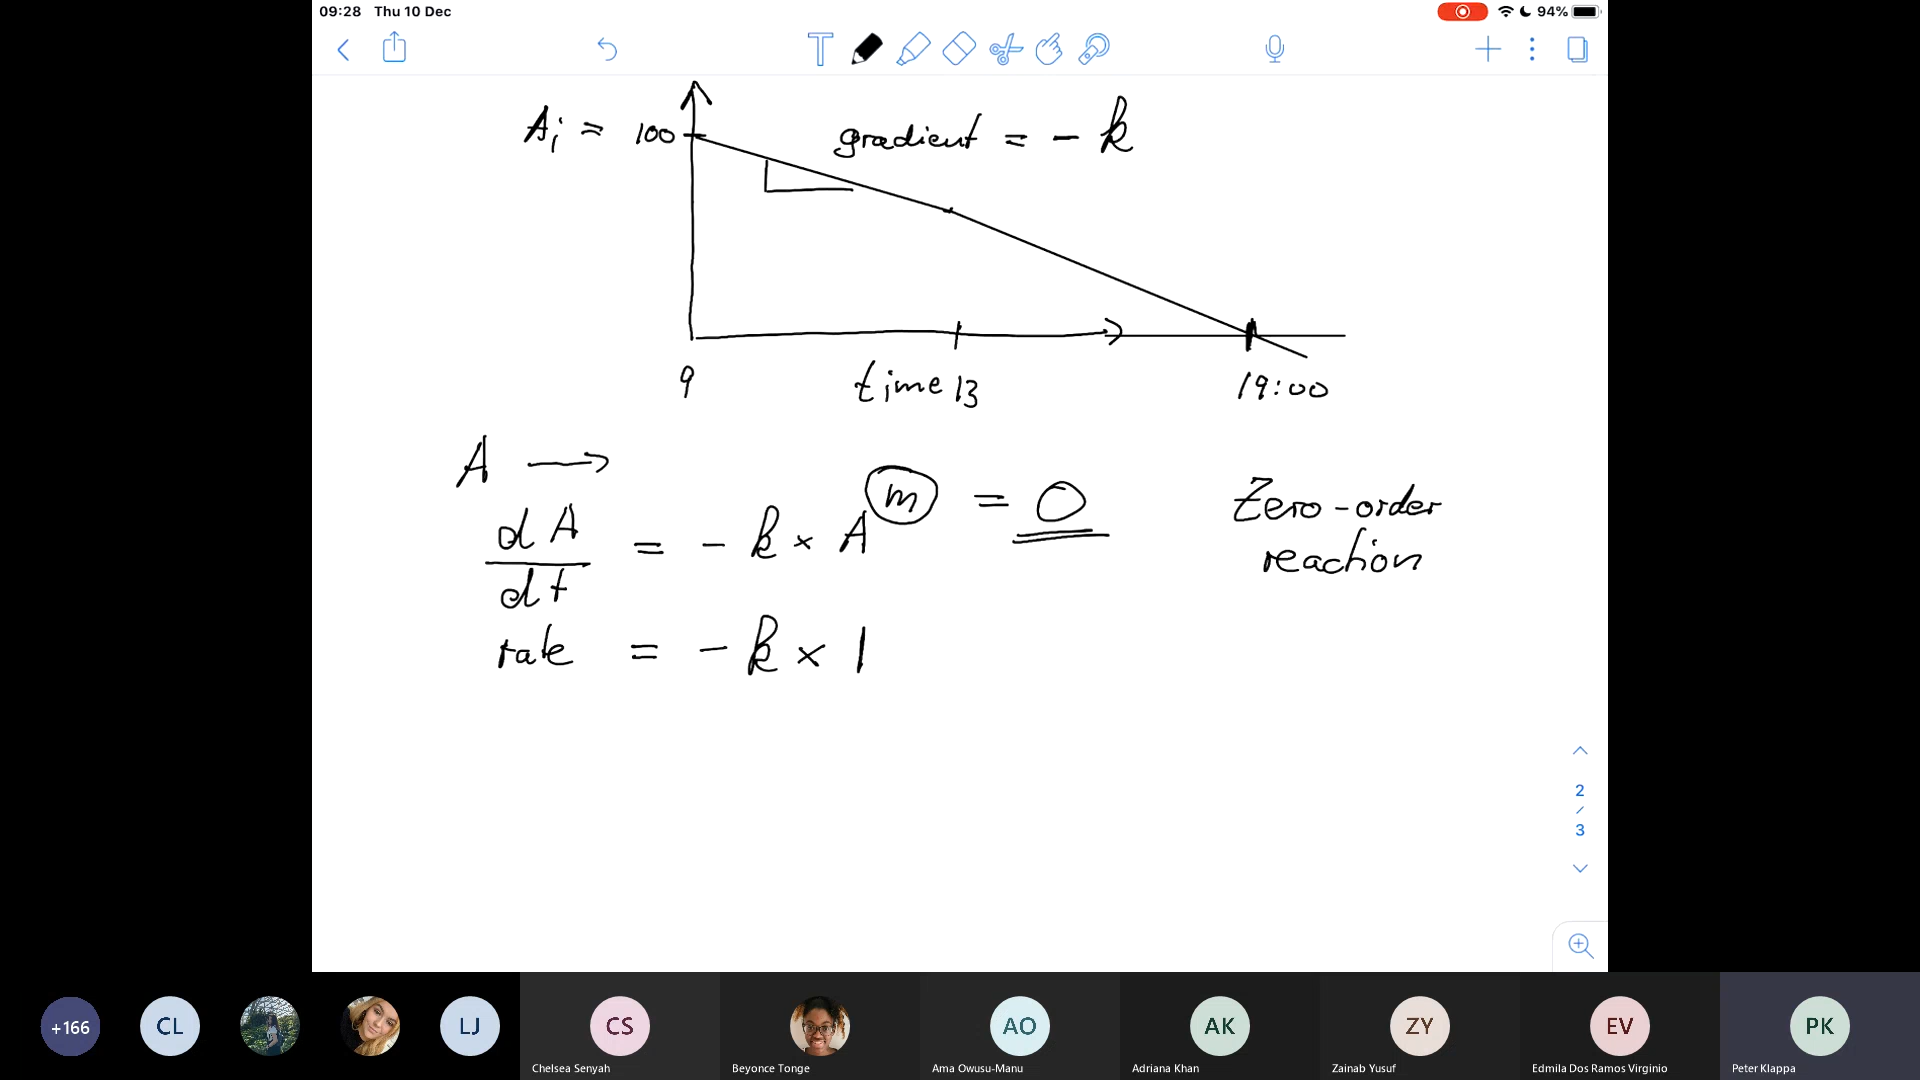 09:28 Thu 10 Dec
94%
Ai = 100
gradient = - k
9
time 13
19:00
A →
dA/dt = - k × A^m = 0
Zero-order
reaction
rate = - k × 1
2
/
3
+166
CL
LJ
CS
AO
AK
ZY
EV
PK
Chelsea Senyah
Beyonce Tonge
Ama Owusu-Manu
Adriana Khan
Zainab Yusuf
Edmila Dos Ramos Virginio
Peter Klappa